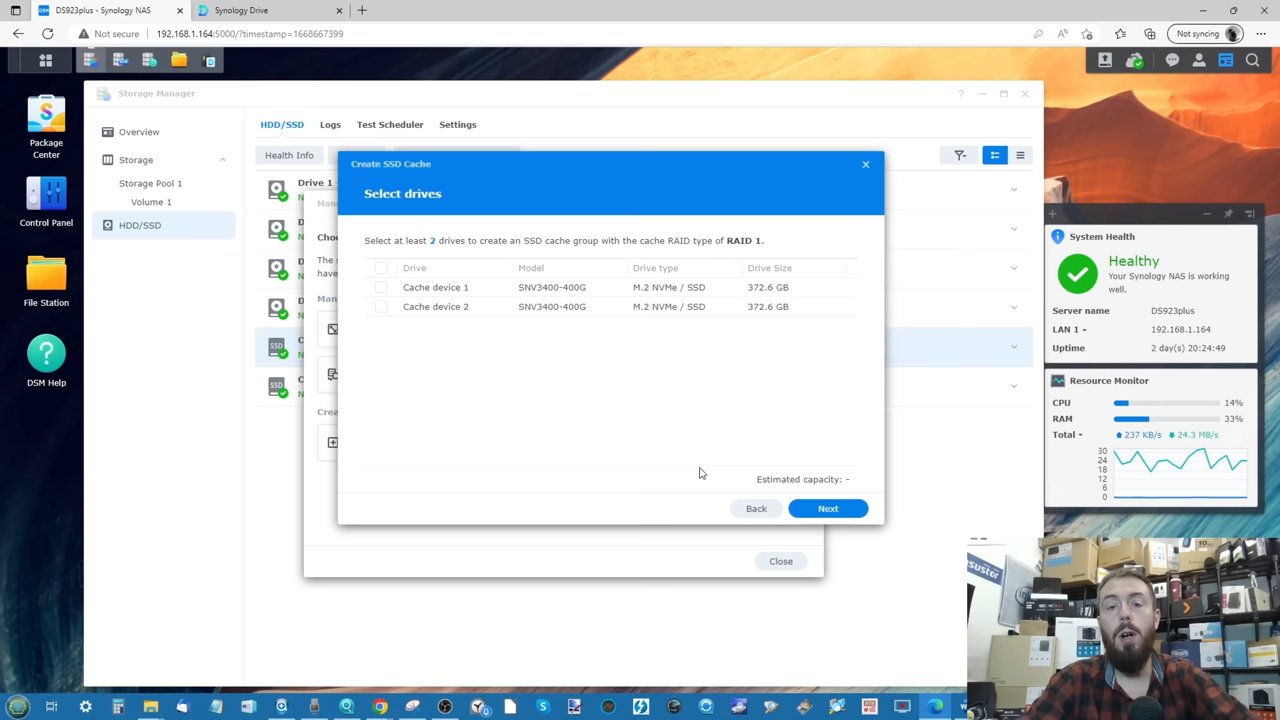 DS923plus - Synology NAS
Synology Drive
Not secure
192.168.1.164:5000/?timestamp=1668667399
Not syncing
Package
Center
Control Panel
File Station
DSM Help
Storage Manager
Overview
Storage
Storage Pool 1
Volume 1
HDD/SSD
HDD/SSD
Logs
Test Scheduler
Settings
Health Info
Drive 1
Create SSD Cache
Select drives
Select at least 2 drives to create an SSD cache group with the cache RAID type of RAID 1.
Drive Model Drive type Drive Size
Cache device 1 SNV3400-400G M.2 NVMe / SSD 372.6 GB
Cache device 2 SNV3400-400G M.2 NVMe / SSD 372.6 GB
Estimated capacity: -
Back
Next
Close
System Health
Healthy
Your Synology NAS is working
well.
Server name DS923plus
LAN 1 192.168.1.164
Uptime 2 day(s) 20:24:49
Resource Monitor
CPU 14%
RAM 33%
Total 237 KB/s 24.3 MB/s
30
24
18
12
6
0